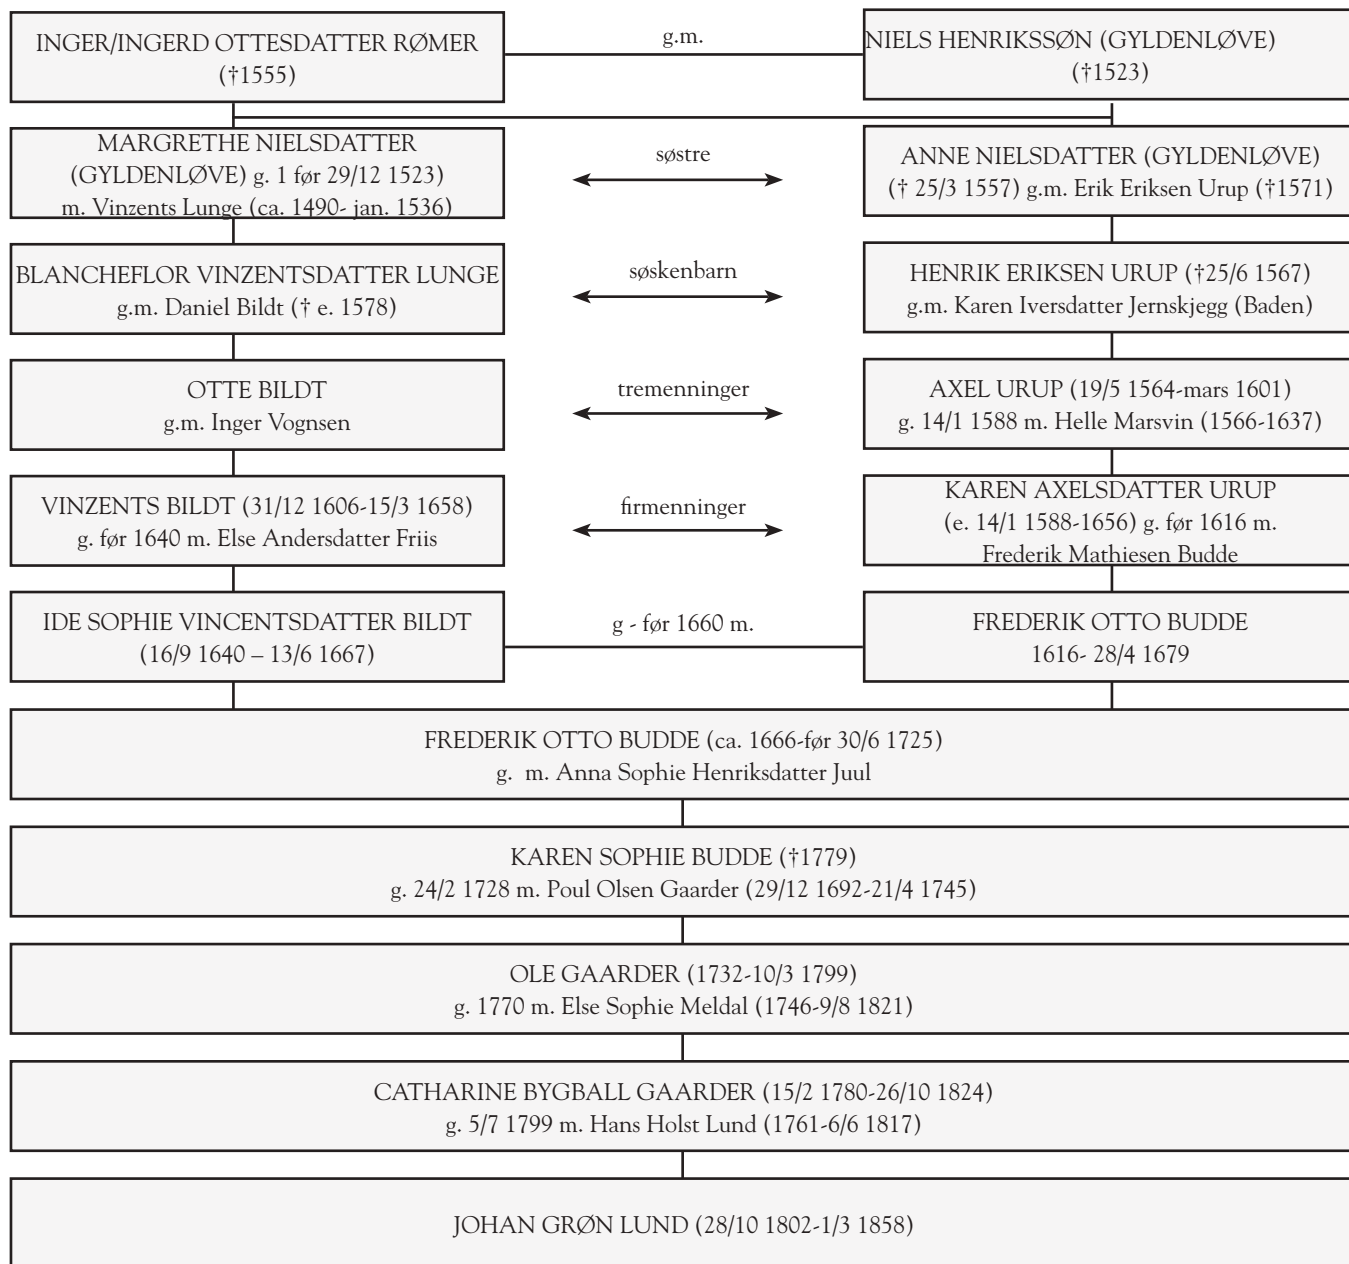 INGER/INGERD OTTESDATTER RØMER
(†1555)
g.m.
NIELS HENRIKSSØN (GYLDENLØVE)
(†1523)
MARGRETHE NIELSDATTER
(GYLDENLØVE) g. 1 før 29/12 1523)
m. Vinzents Lunge (ca. 1490- jan. 1536)
søstre
ANNE NIELSDATTER (GYLDENLØVE)
(† 25/3 1557) g.m. Erik Eriksen Urup (†1571)
BLANCHEFLOR VINZENTSDATTER LUNGE
g.m. Daniel Bildt († e. 1578)
søskenbarn
HENRIK ERIKSEN URUP (†25/6 1567)
g.m. Karen Iversdatter Jernskjegg (Baden)
OTTE BILDT
g.m. Inger Vognsen
tremenninger
AXEL URUP (19/5 1564-mars 1601)
g. 14/1 1588 m. Helle Marsvin (1566-1637)
VINZENTS BILDT (31/12 1606-15/3 1658)
g. før 1640 m. Else Andersdatter Friis
firmenninger
KAREN AXELSDATTER URUP
(e. 14/1 1588-1656) g. før 1616 m.
Frederik Mathiesen Budde
IDE SOPHIE VINCENTSDATTER BILDT
(16/9 1640 – 13/6 1667)
g - før 1660 m.
FREDERIK OTTO BUDDE
1616- 28/4 1679
FREDERIK OTTO BUDDE (ca. 1666-før 30/6 1725)
g. m. Anna Sophie Henriksdatter Juul
KAREN SOPHIE BUDDE (†1779)
g. 24/2 1728 m. Poul Olsen Gaarder (29/12 1692-21/4 1745)
OLE GAARDER (1732-10/3 1799)
g. 1770 m. Else Sophie Meldal (1746-9/8 1821)
CATHARINE BYGBALL GAARDER (15/2 1780-26/10 1824)
g. 5/7 1799 m. Hans Holst Lund (1761-6/6 1817)
JOHAN GRØN LUND (28/10 1802-1/3 1858)